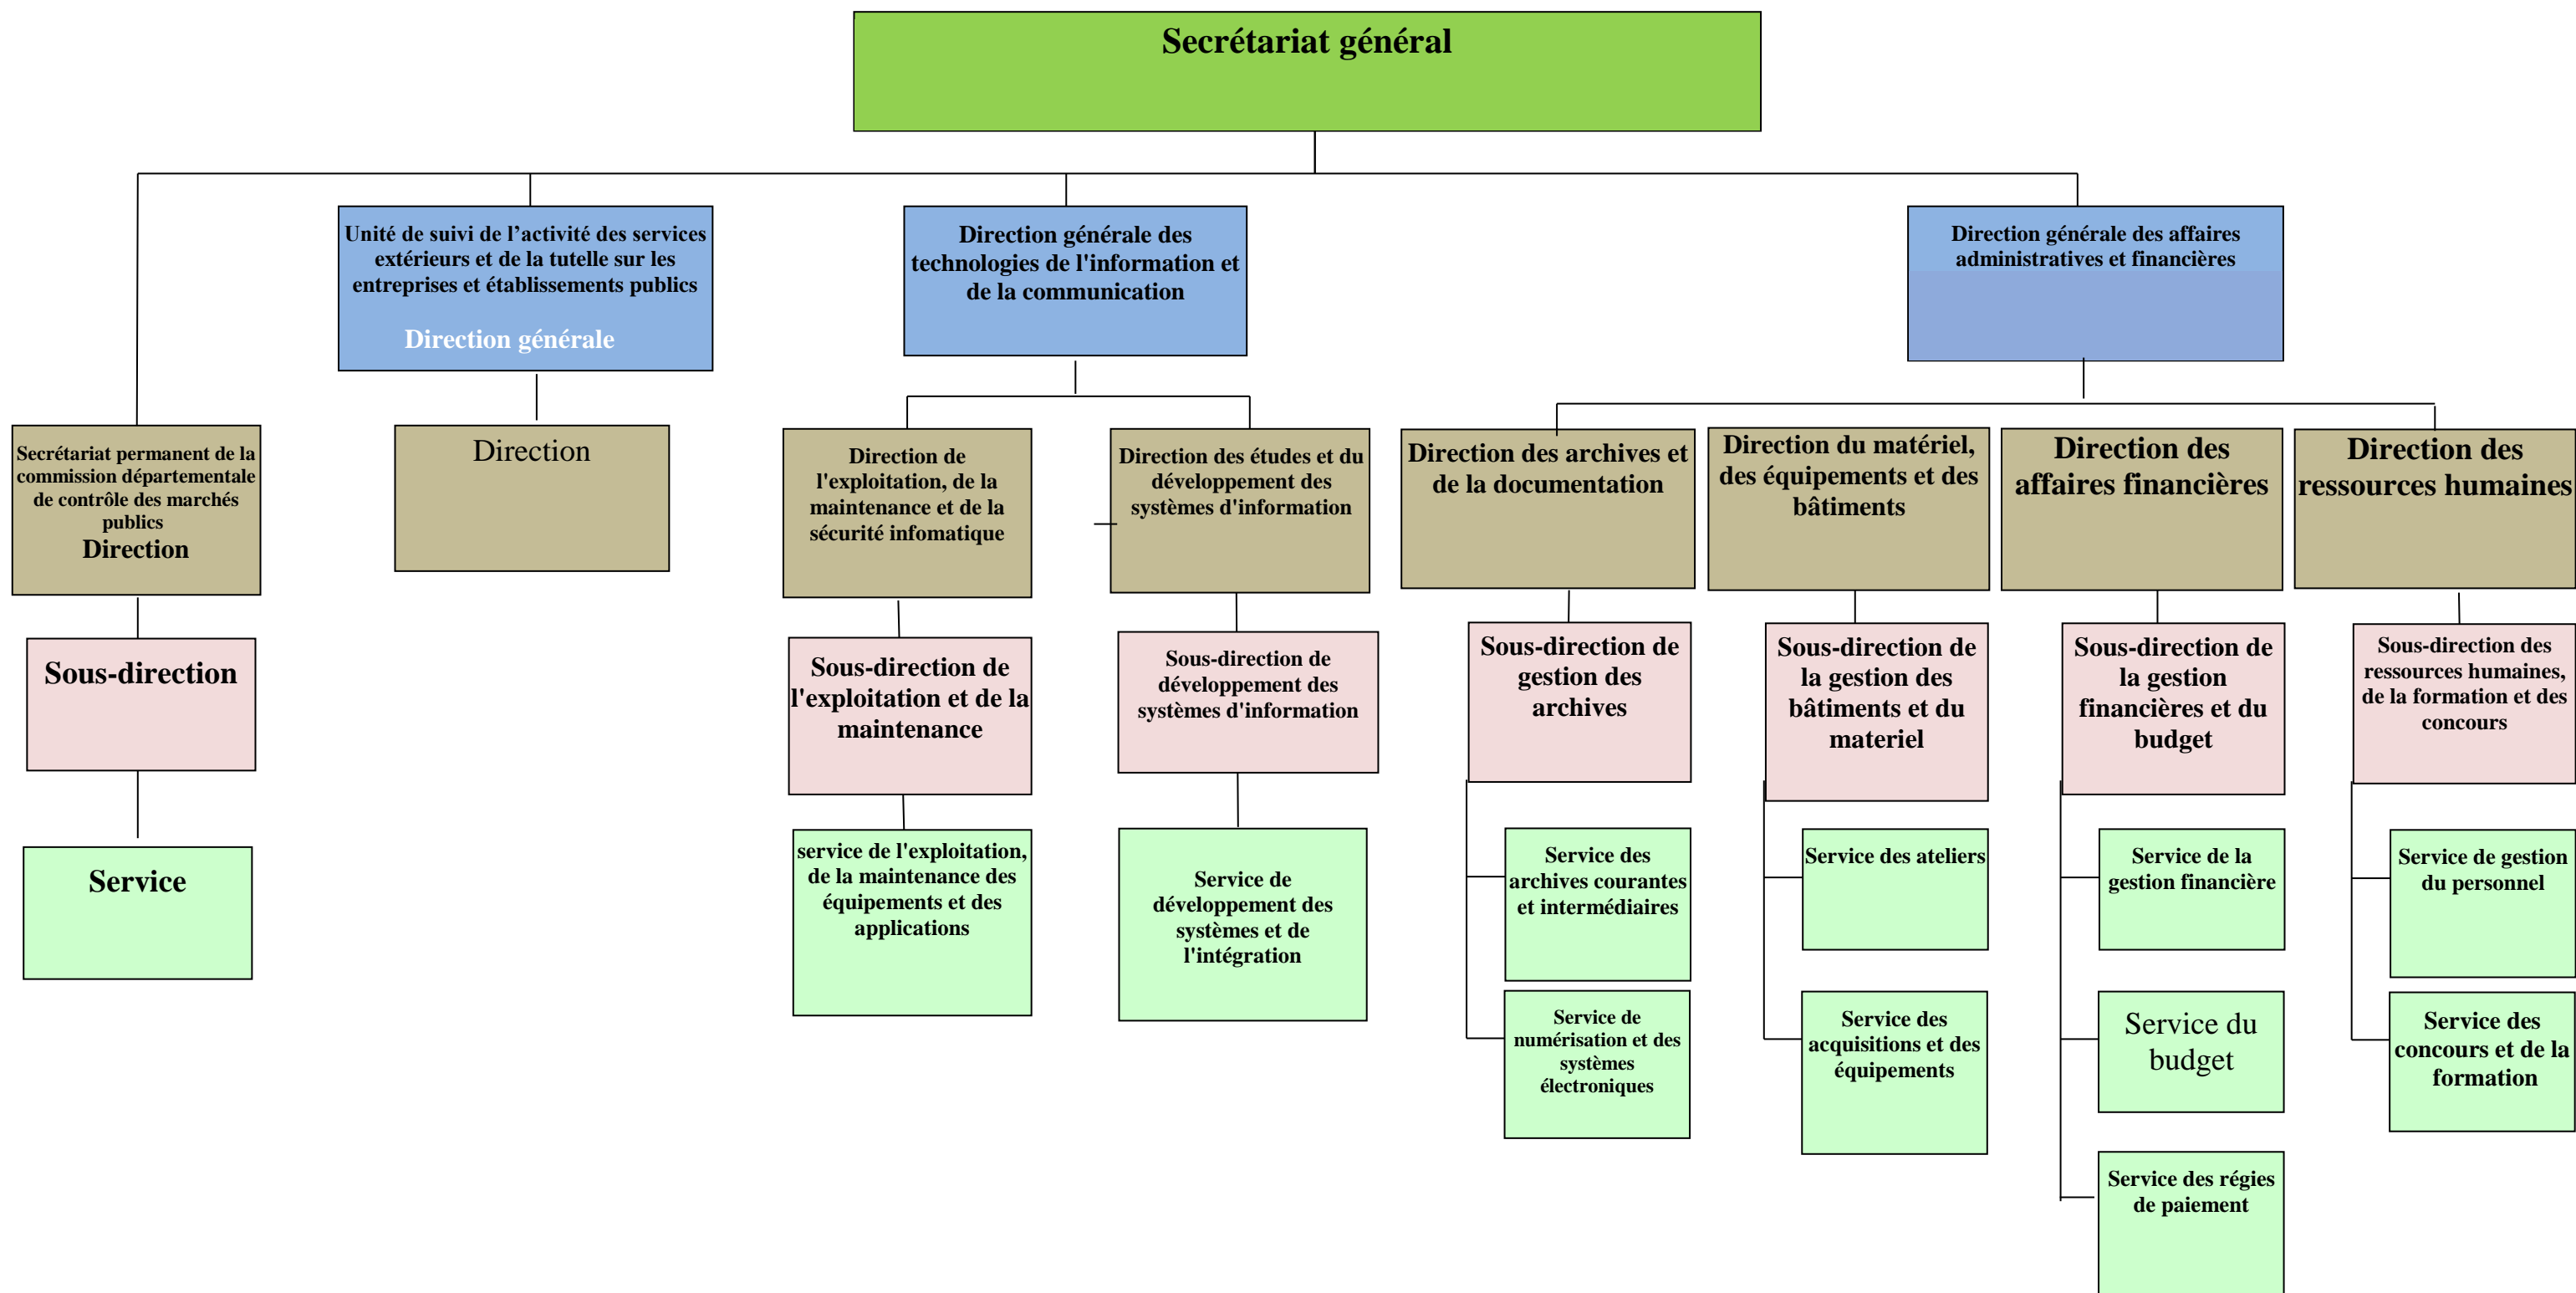 Secrétariat général
Unité de suivi de l’activité des services
extérieurs et de la tutelle sur les
entreprises et établissements publics
Direction générale
Direction générale des
technologies de l'information et
de la communication
Direction générale des affaires
administratives et financières
Secrétariat permanent de la
commission départementale
de contrôle des marchés
publics
Direction
Direction
Direction de
l'exploitation, de la
maintenance et de la
sécurité infomatique
Direction des études et du
développement des
systèmes d'information
Direction des archives et
de la documentation
Direction du matériel,
des équipements et des
bâtiments
Direction des
affaires financières
Direction des
ressources humaines
Sous-direction
Sous-direction de
l'exploitation et de la
maintenance
Sous-direction de
développement des
systèmes d'information
Sous-direction de
gestion des
archives
Sous-direction de
la gestion des
bâtiments et du
materiel
Sous-direction de
la gestion
financières et du
budget
Sous-direction des
ressources humaines,
de la formation et des
concours
Service
service de l'exploitation,
de la maintenance des
équipements et des
applications
Service de
développement des
systèmes et de
l'intégration
Service des
archives courantes
et intermédiaires
Service des ateliers
Service de la
gestion financière
Service de gestion
du personnel
Service de
numérisation et des
systèmes
électroniques
Service des
acquisitions et des
équipements
Service du
budget
Service des
concours et de la
formation
Service des régies
de paiement